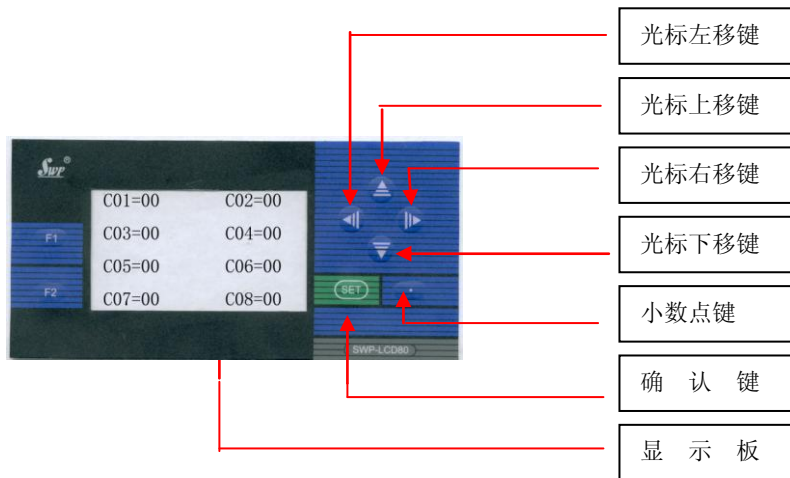 光标左移键
光标上移键
光标右移键
光标下移键
小数点键
确 认 键
显 示 板
Swp®
C01=00 C02=00
C03=00 C04=00
C05=00 C06=00
C07=00 C08=00
F1
F2
SET
SWP-LCD80